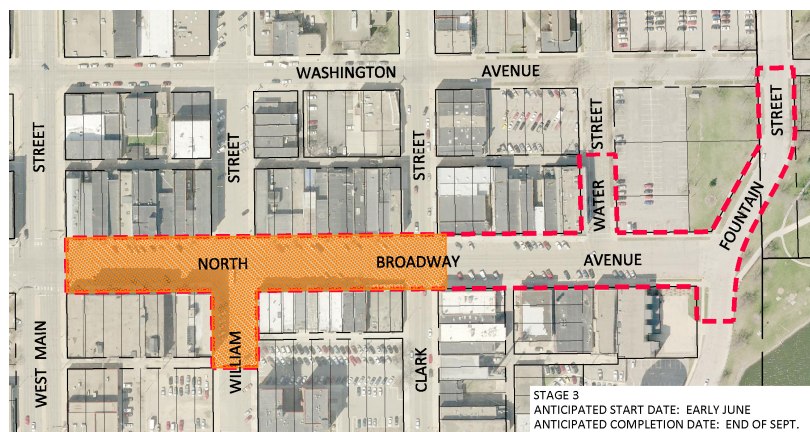 WASHINGTON AVENUE
STREET
STREET
STREET
STREET
STREET
WATER
FOUNTAIN
NORTH BROADWAY AVENUE
WEST MAIN
WILLIAM
CLARK
STAGE 3
ANTICIPATED START DATE: EARLY JUNE
ANTICIPATED COMPLETION DATE: END OF SEPT.